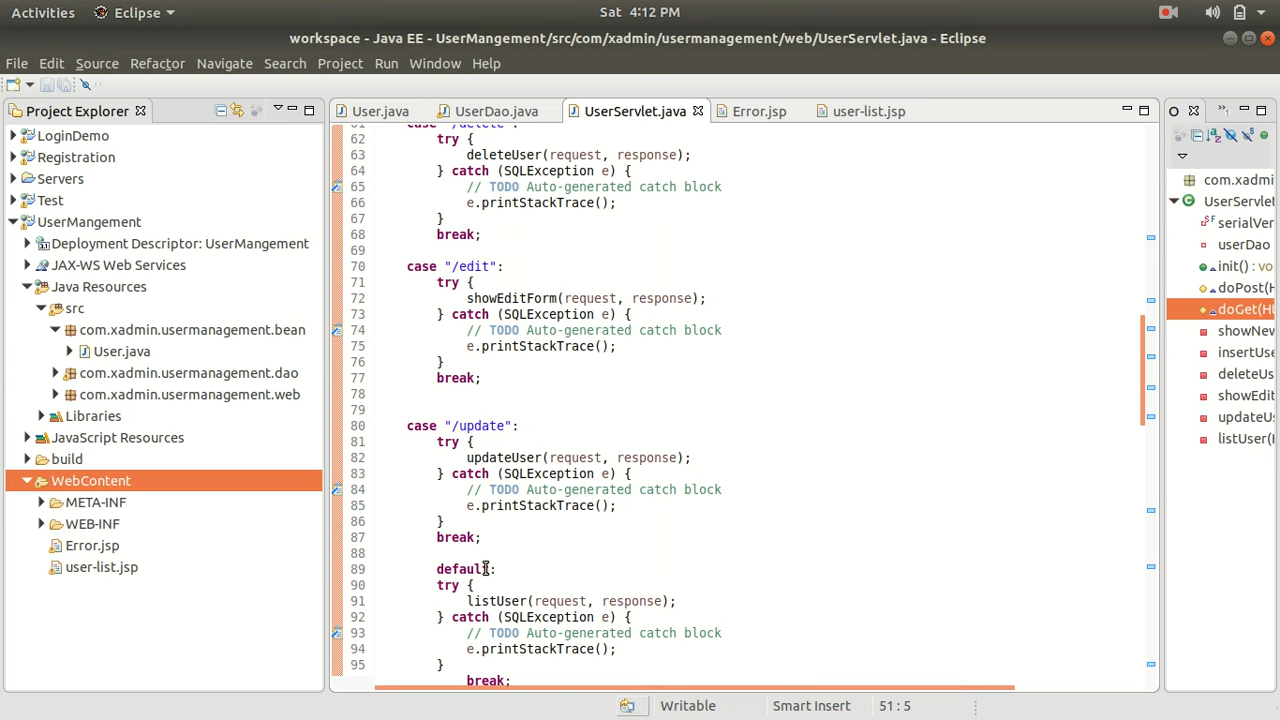 Activities Eclipse Sat 4:12 PM
workspace - Java EE - UserMangement/src/com/xadmin/usermanagement/web/UserServlet.java - Eclipse
File Edit Source Refactor Navigate Search Project Run Window Help
Project Explorer
LoginDemo
Registration
Servers
Test
UserMangement
Deployment Descriptor: UserMangement
JAX-WS Web Services
Java Resources
src
com.xadmin.usermanagement.bean
User.java
com.xadmin.usermanagement.dao
com.xadmin.usermanagement.web
Libraries
JavaScript Resources
build
WebContent
META-INF
WEB-INF
Error.jsp
user-list.jsp
User.java UserDao.java UserServlet.java Error.jsp user-list.jsp
61 case "/delete":
62 try {
63 deleteUser(request, response);
64 } catch (SQLException e) {
65 // TODO Auto-generated catch block
66 e.printStackTrace();
67 }
68 break;
69
70 case "/edit":
71 try {
72 showEditForm(request, response);
73 } catch (SQLException e) {
74 // TODO Auto-generated catch block
75 e.printStackTrace();
76 }
77 break;
78
79
80 case "/update":
81 try {
82 updateUser(request, response);
83 } catch (SQLException e) {
84 // TODO Auto-generated catch block
85 e.printStackTrace();
86 }
87 break;
88
89 default:
90 try {
91 listUser(request, response);
92 } catch (SQLException e) {
93 // TODO Auto-generated catch block
94 e.printStackTrace();
95 }
break;
O
com.xadmin
UserServlet
serialVer
userDao
init() : vo
doPost(H
doGet(Ht
showNew
insertUse
deleteUs
showEdit
updateU
listUser(H
Writable Smart Insert 51 : 5